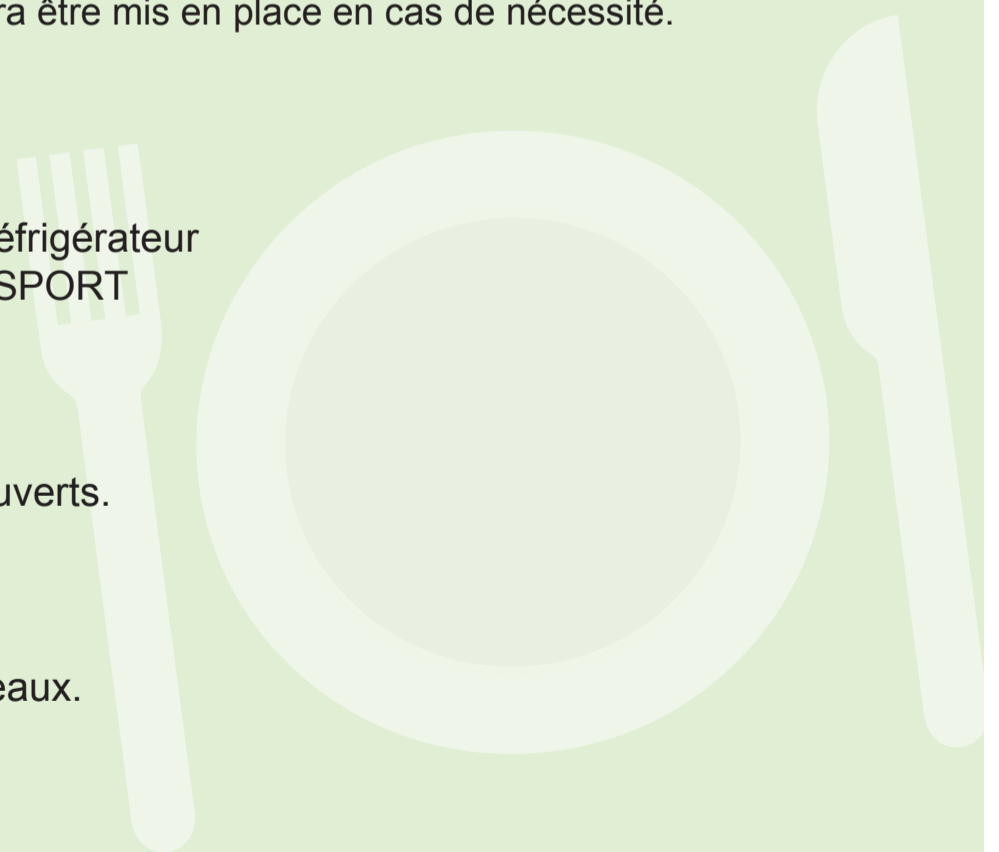 ra être mis en place en cas de nécessité.
éfrigérateur
SPORT
uverts.
eaux.